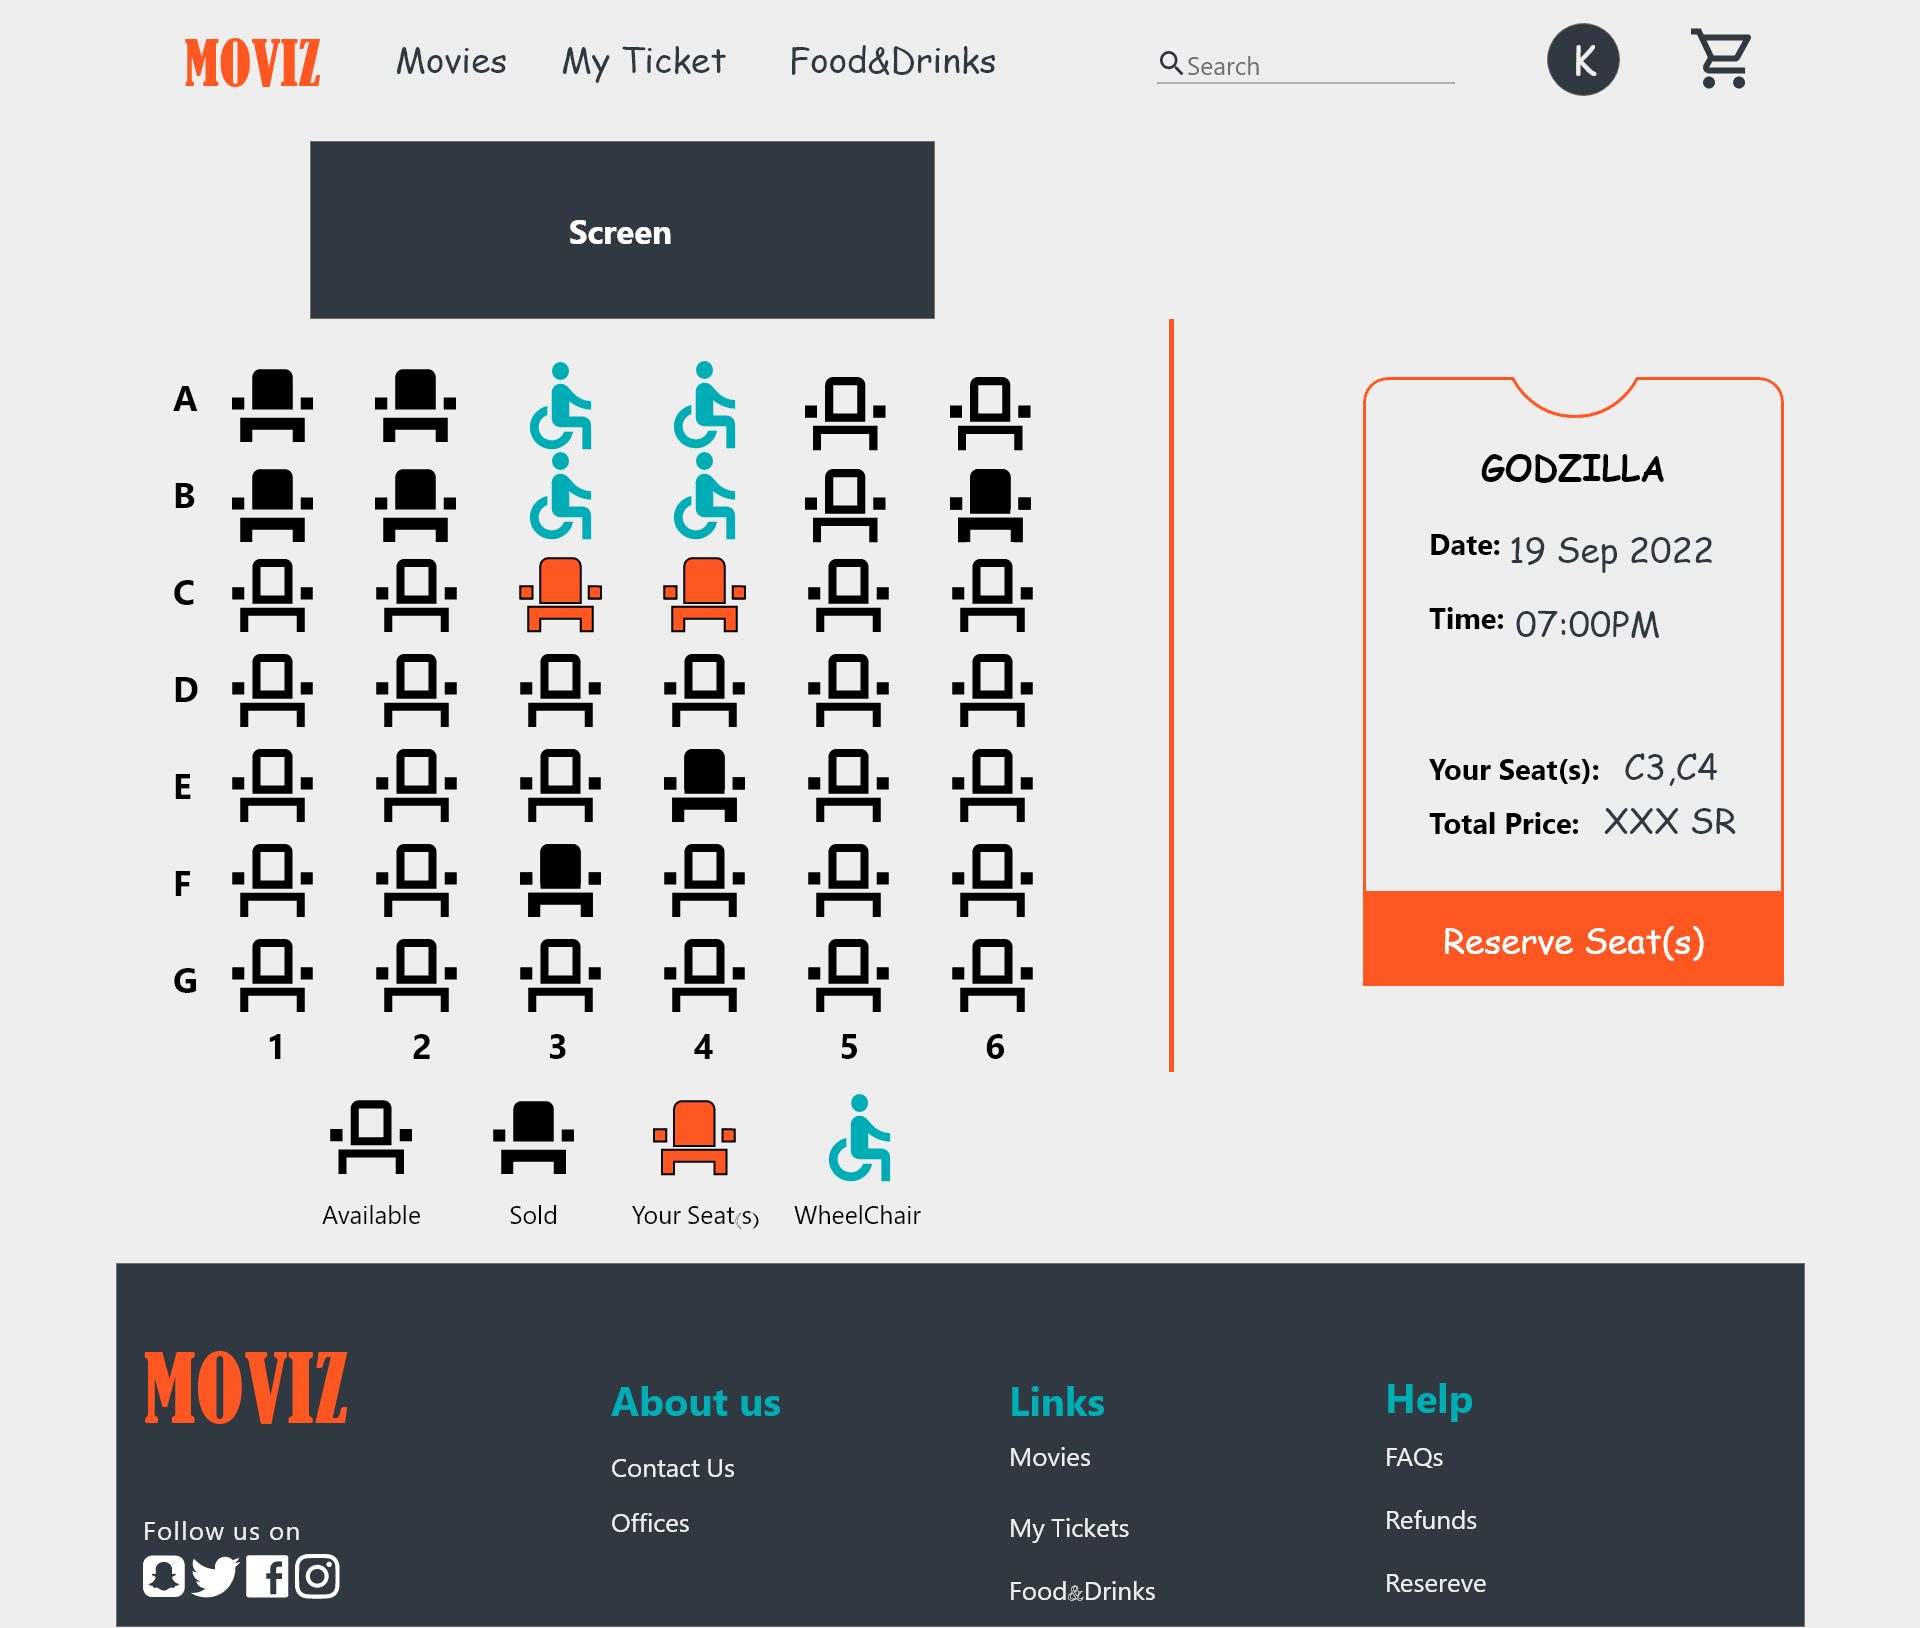 MOVIZ Movies My Ticket Food&Drinks Search K
Screen
A
B
C
D
E
F
G
1 2 3 4 5 6
Available Sold Your Seat(s) WheelChair
GODZILLA
Date: 19 Sep 2022
Time: 07:00PM
Your Seat(s): C3,C4
Total Price: XXX SR
Reserve Seat(s)
MOVIZ
Follow us on
About us
Contact Us
Offices
Links
Movies
My Tickets
Food&Drinks
Help
FAQs
Refunds
Resereve